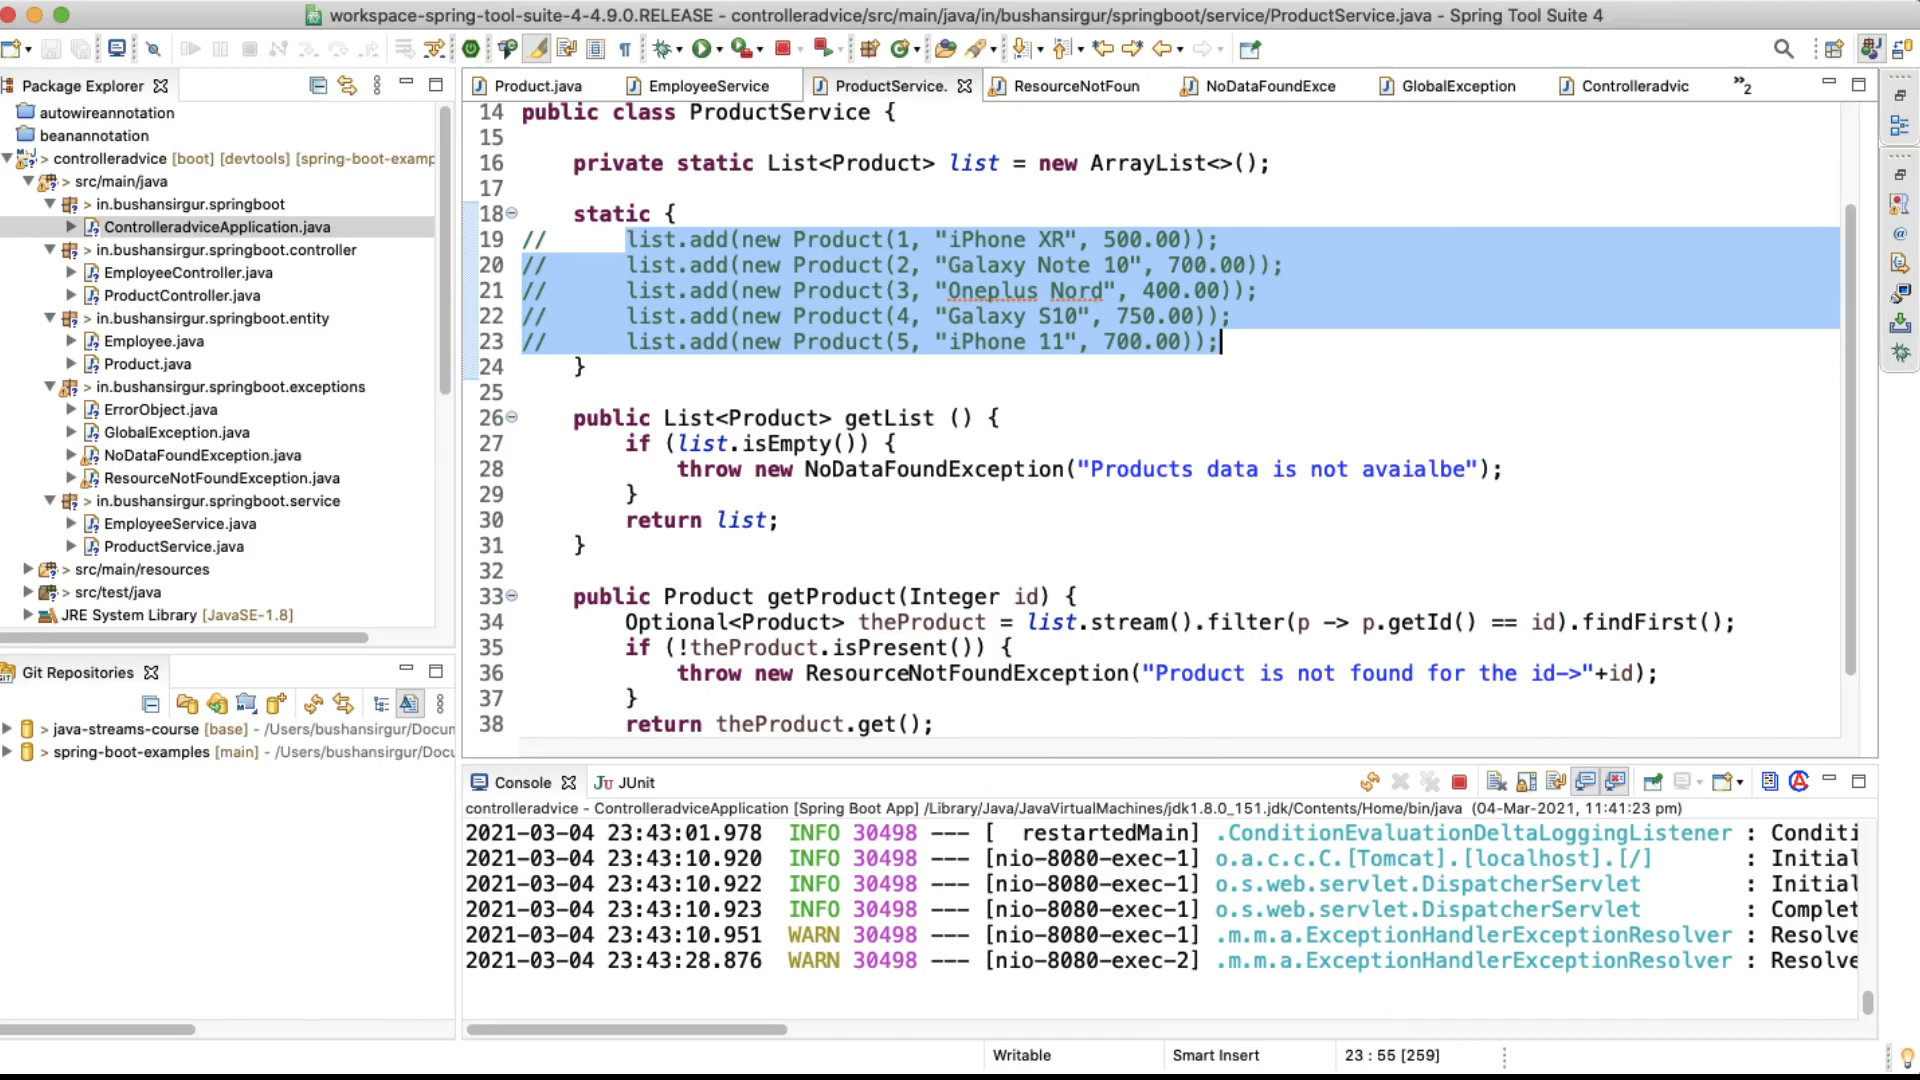 workspace-spring-tool-suite-4-4.9.0.RELEASE - controlleradvice/src/main/java/in/bushansirgur/springboot/service/ProductService.java - Spring Tool Suite 4
Package Explorer
autowireannotation
beanannotation
> controlleradvice [boot] [devtools] [spring-boot-examp
> src/main/java
> in.bushansirgur.springboot
ControlleradviceApplication.java
> in.bushansirgur.springboot.controller
EmployeeController.java
ProductController.java
> in.bushansirgur.springboot.entity
Employee.java
Product.java
> in.bushansirgur.springboot.exceptions
ErrorObject.java
GlobalException.java
NoDataFoundException.java
ResourceNotFoundException.java
> in.bushansirgur.springboot.service
EmployeeService.java
ProductService.java
> src/main/resources
> src/test/java
JRE System Library [JavaSE-1.8]
Git Repositories
> java-streams-course [base] - /Users/bushansirgur/Docu
> spring-boot-examples [main] - /Users/bushansirgur/Docu
Product.java EmployeeService ProductService. ResourceNotFoun NoDataFoundExce GlobalException Controlleradvic »2
14 public class ProductService {
15
16 private static List<Product> list = new ArrayList<>();
17
18 static {
19 // list.add(new Product(1, "iPhone XR", 500.00));
20 // list.add(new Product(2, "Galaxy Note 10", 700.00));
21 // list.add(new Product(3, "Oneplus Nord", 400.00));
22 // list.add(new Product(4, "Galaxy S10", 750.00));
23 // list.add(new Product(5, "iPhone 11", 700.00));
24 }
25
26 public List<Product> getList () {
27 if (list.isEmpty()) {
28 throw new NoDataFoundException("Products data is not avaialbe");
29 }
30 return list;
31 }
32
33 public Product getProduct(Integer id) {
34 Optional<Product> theProduct = list.stream().filter(p -> p.getId() == id).findFirst();
35 if (!theProduct.isPresent()) {
36 throw new ResourceNotFoundException("Product is not found for the id->"+id);
37 }
38 return theProduct.get();
Console JUnit
controlleradvice - ControlleradviceApplication [Spring Boot App] /Library/Java/JavaVirtualMachines/jdk1.8.0_151.jdk/Contents/Home/bin/java (04-Mar-2021, 11:41:23 pm)
2021-03-04 23:43:01.978 INFO 30498 --- [ restartedMain] .ConditionEvaluationDeltaLoggingListener : Conditi
2021-03-04 23:43:10.920 INFO 30498 --- [nio-8080-exec-1] o.a.c.c.C.[Tomcat].[localhost].[/] : Initial
2021-03-04 23:43:10.922 INFO 30498 --- [nio-8080-exec-1] o.s.web.servlet.DispatcherServlet : Initial
2021-03-04 23:43:10.923 INFO 30498 --- [nio-8080-exec-1] o.s.web.servlet.DispatcherServlet : Complet
2021-03-04 23:43:10.951 WARN 30498 --- [nio-8080-exec-1] .m.m.a.ExceptionHandlerExceptionResolver : Resolve
2021-03-04 23:43:28.876 WARN 30498 --- [nio-8080-exec-2] .m.m.a.ExceptionHandlerExceptionResolver : Resolve
Writable Smart Insert 23 : 55 [259]